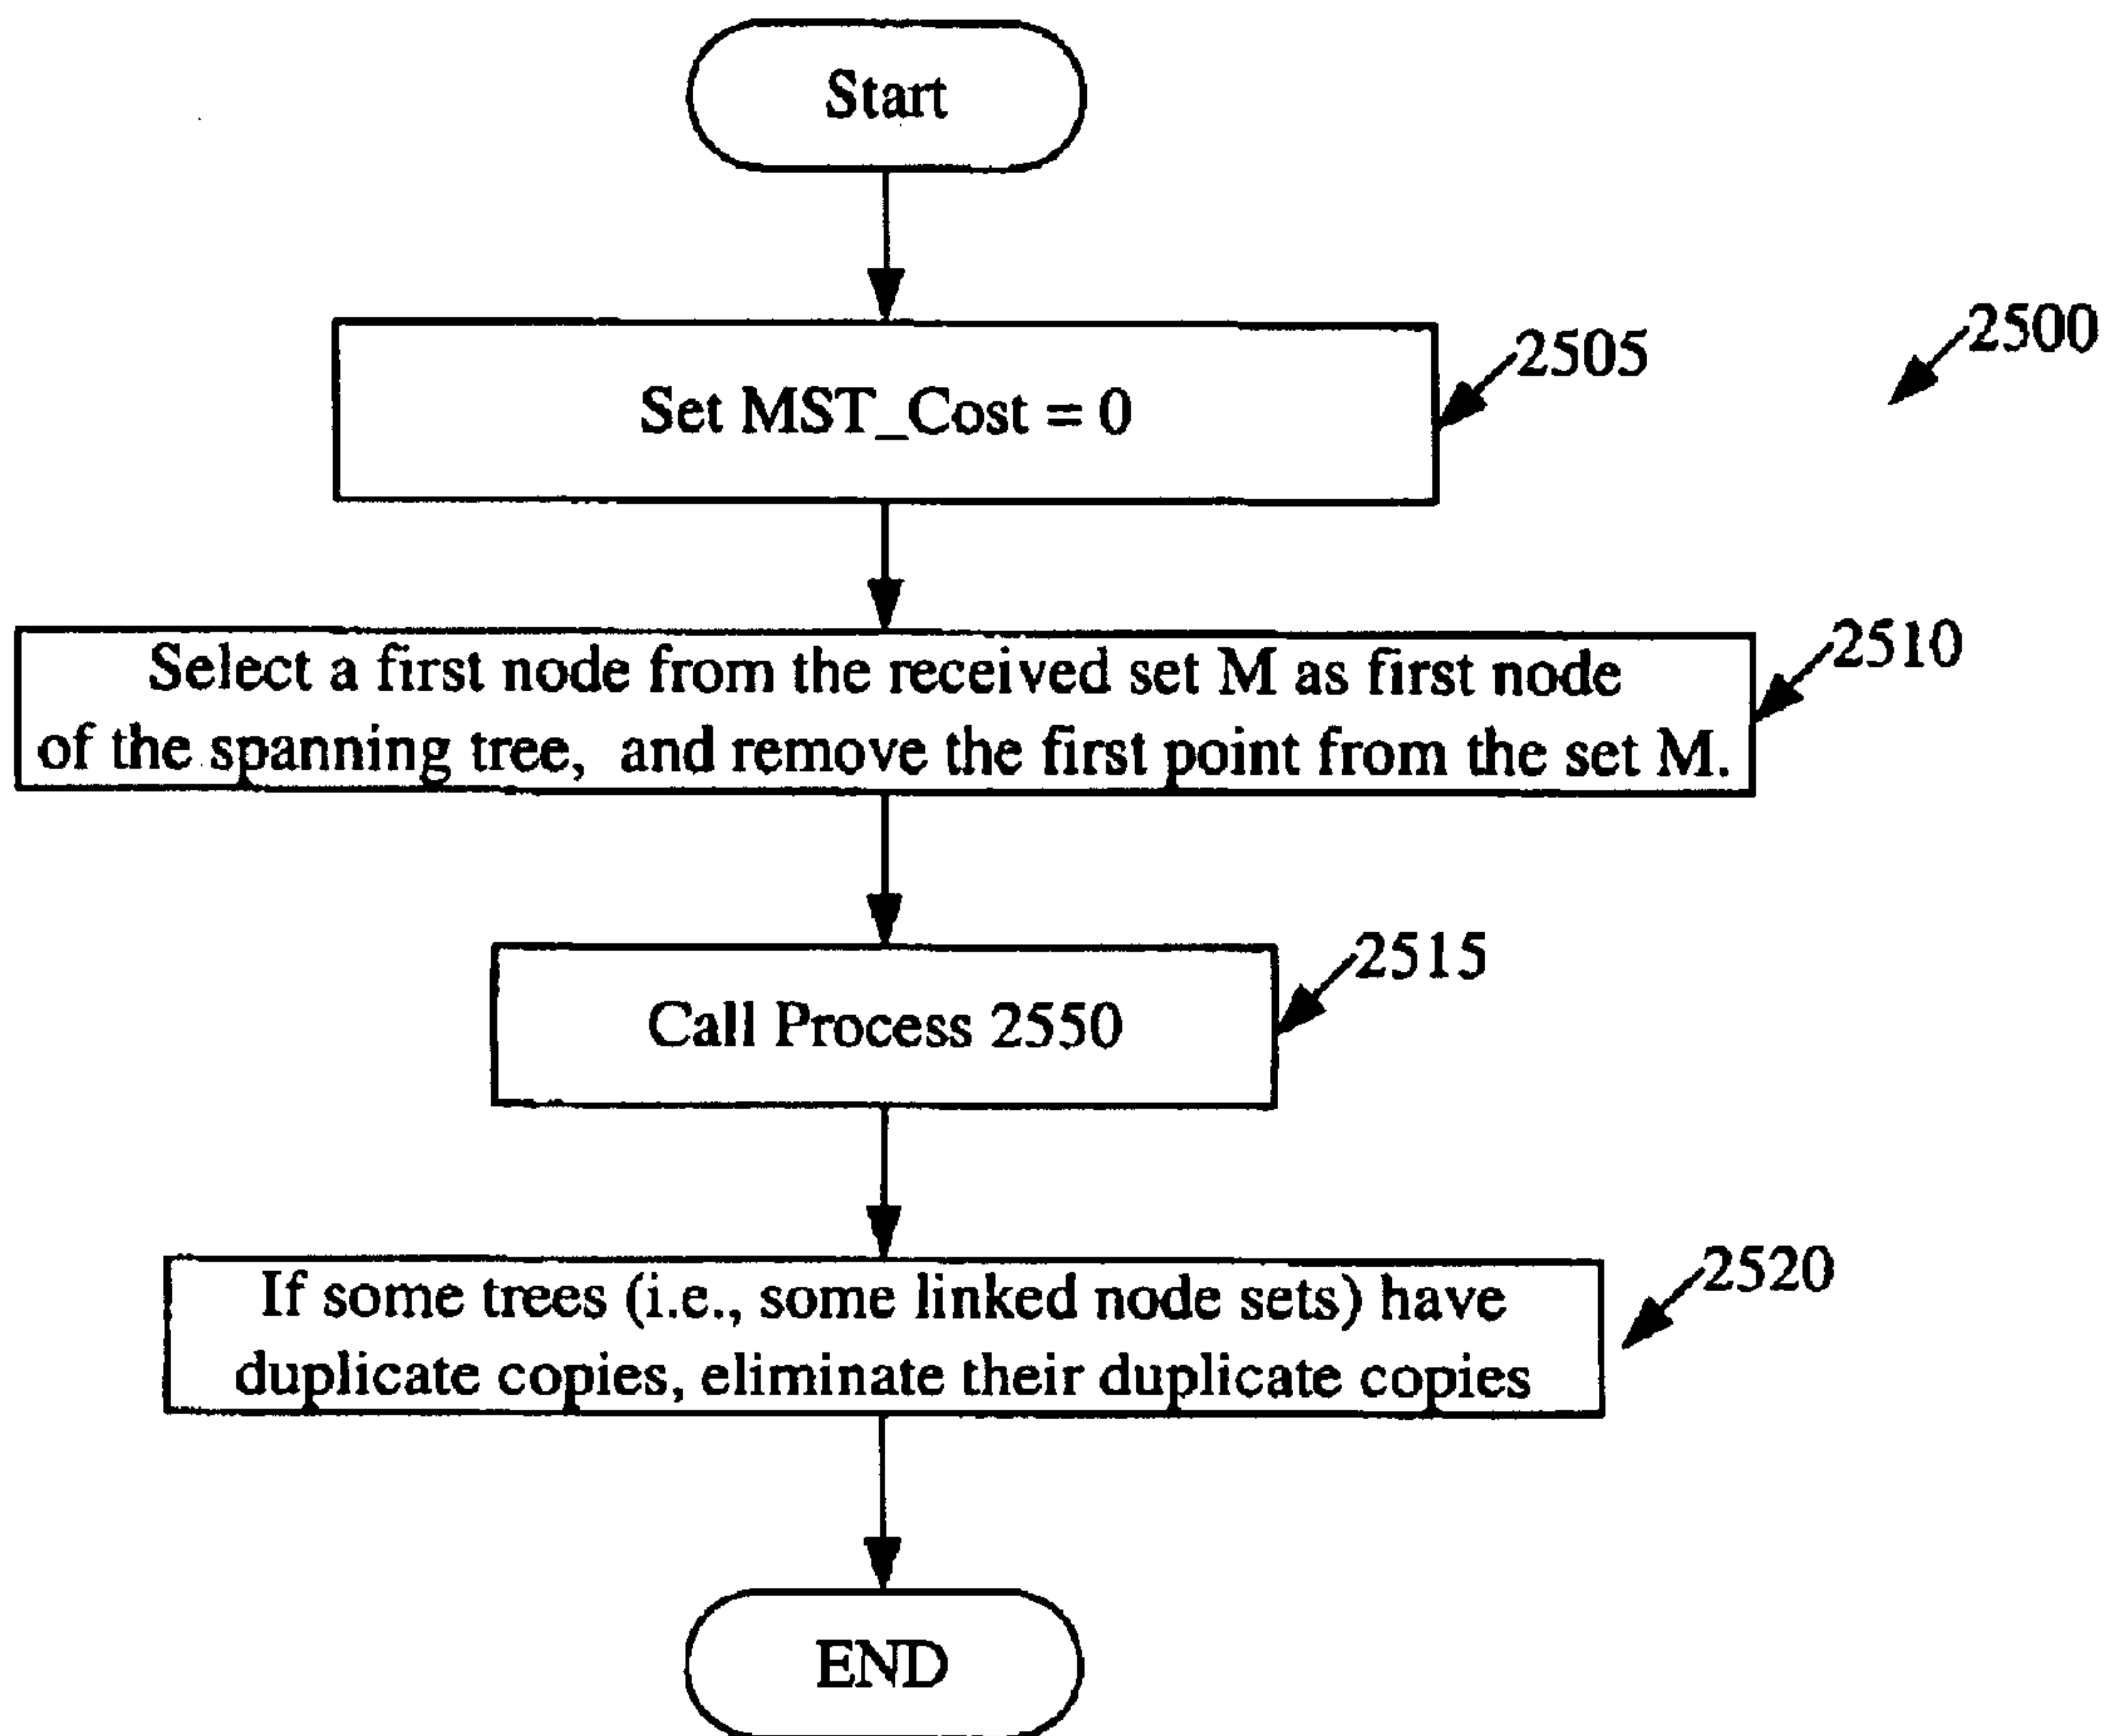 Start
2500
2505
Set MST_Cost = 0
2510
Select a first node from the received set M as first node
of the spanning tree, and remove the first point from the set M.
2515
Call Process 2550
2520
If some trees (i.e., some linked node sets) have
duplicate copies, eliminate their duplicate copies
END